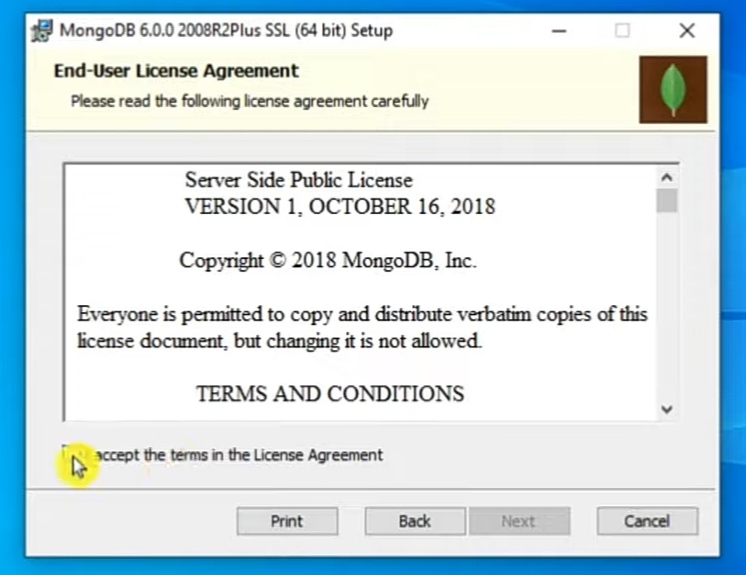 MongoDB 6.0.0 2008R2Plus SSL (64 bit) Setup
End-User License Agreement
Please read the following license agreement carefully
Server Side Public License
VERSION 1, OCTOBER 16, 2018
Copyright © 2018 MongoDB, Inc.
Everyone is permitted to copy and distribute verbatim copies of this
license document, but changing it is not allowed.
TERMS AND CONDITIONS
accept the terms in the License Agreement
Print
Back
Next
Cancel